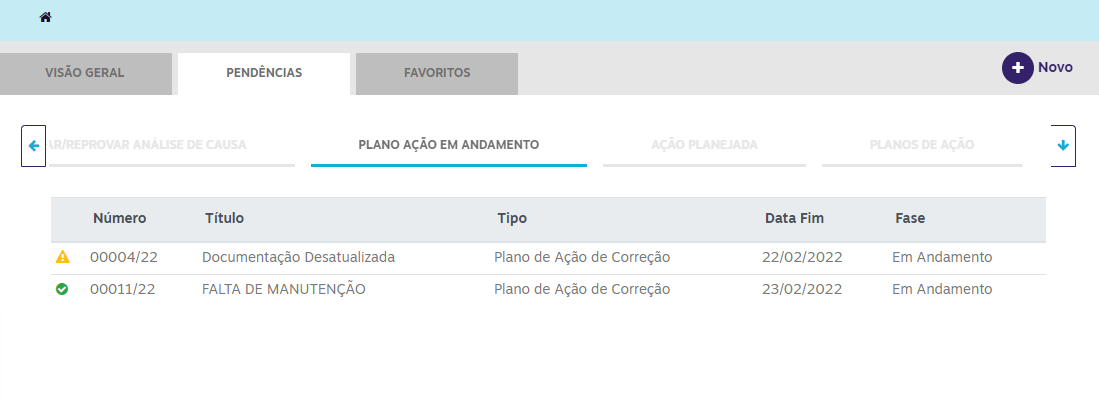 VISÃO GERAL PENDÊNCIAS FAVORITOS Novo
AR/REPROVAR ANÁLISE DE CAUSA PLANO AÇÃO EM ANDAMENTO AÇÃO PLANEJADA PLANOS DE AÇÃO
Número Título Tipo Data Fim Fase
00004/22 Documentação Desatualizada Plano de Ação de Correção 22/02/2022 Em Andamento
00011/22 FALTA DE MANUTENÇÃO Plano de Ação de Correção 23/02/2022 Em Andamento